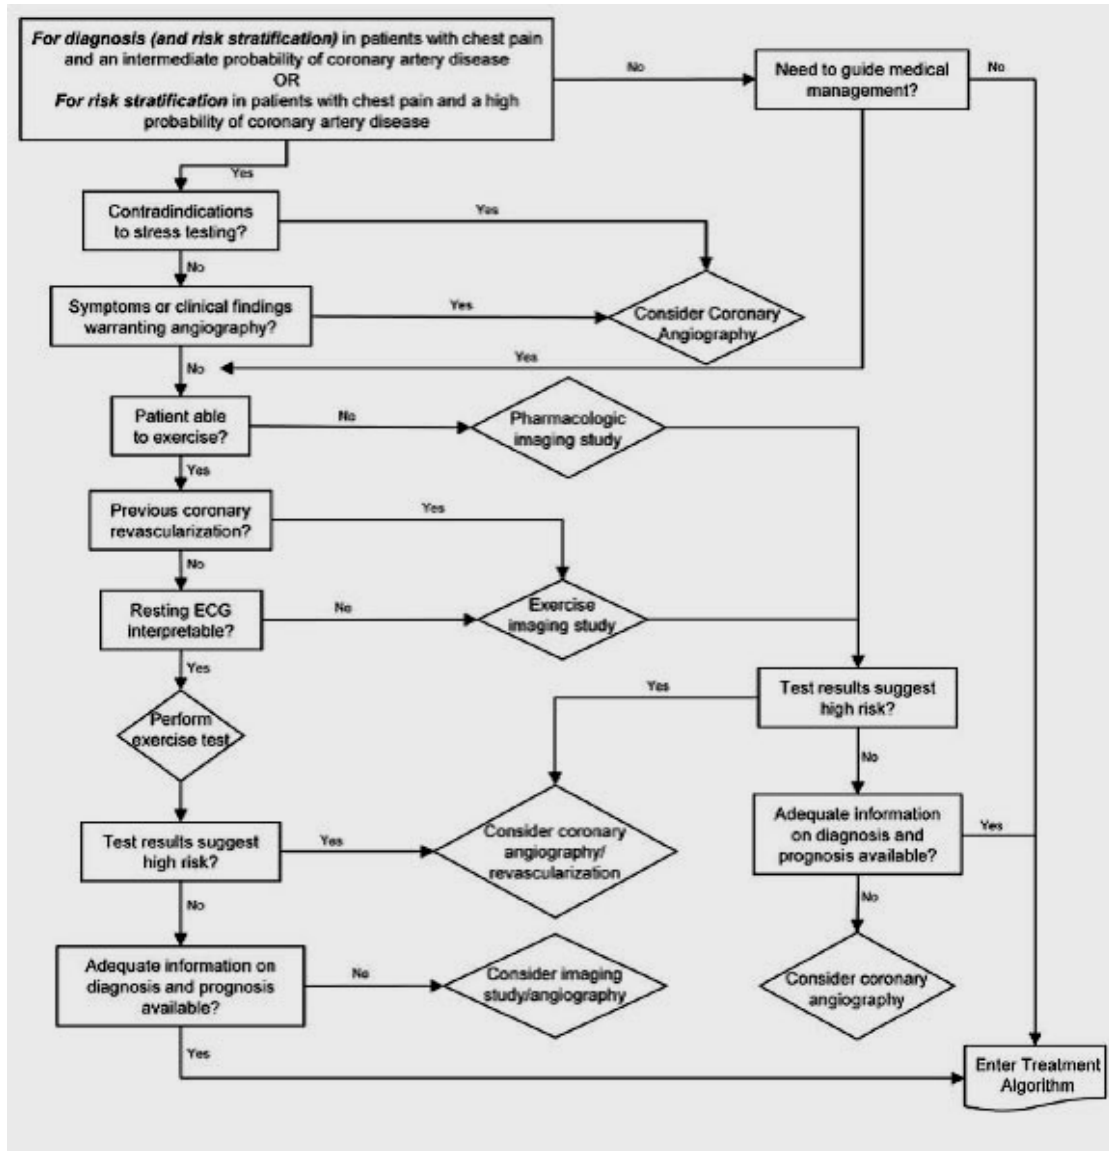 For diagnosis (and risk stratification) in patients with chest pain
and an intermediate probability of coronary artery disease
OR
For risk stratification in patients with chest pain and a high
probability of coronary artery disease
No
Need to guide medical
management?
No
Yes
Contradindications
to stress testing?
Yes
No
Symptoms or clinical findings
warranting angiography?
Yes
Consider Coronary
Angiography
No
Yes
Patient able
to exercise?
No
Pharmacologic
imaging study
Yes
Previous coronary
revascularization?
Yes
No
Resting ECG
interpretable?
No
Exercise
imaging study
Yes
Perform
exercise test
Yes
Test results suggest
high risk?
No
Test results suggest
high risk?
Yes
Consider coronary
angiography/
revascularization
Adequate information
on diagnosis and
prognosis available?
Yes
No
No
Adequate information on
diagnosis and prognosis
available?
No
Consider imaging
study/angiography
Consider coronary
angiography
Yes
Enter Treatment
Algorithm